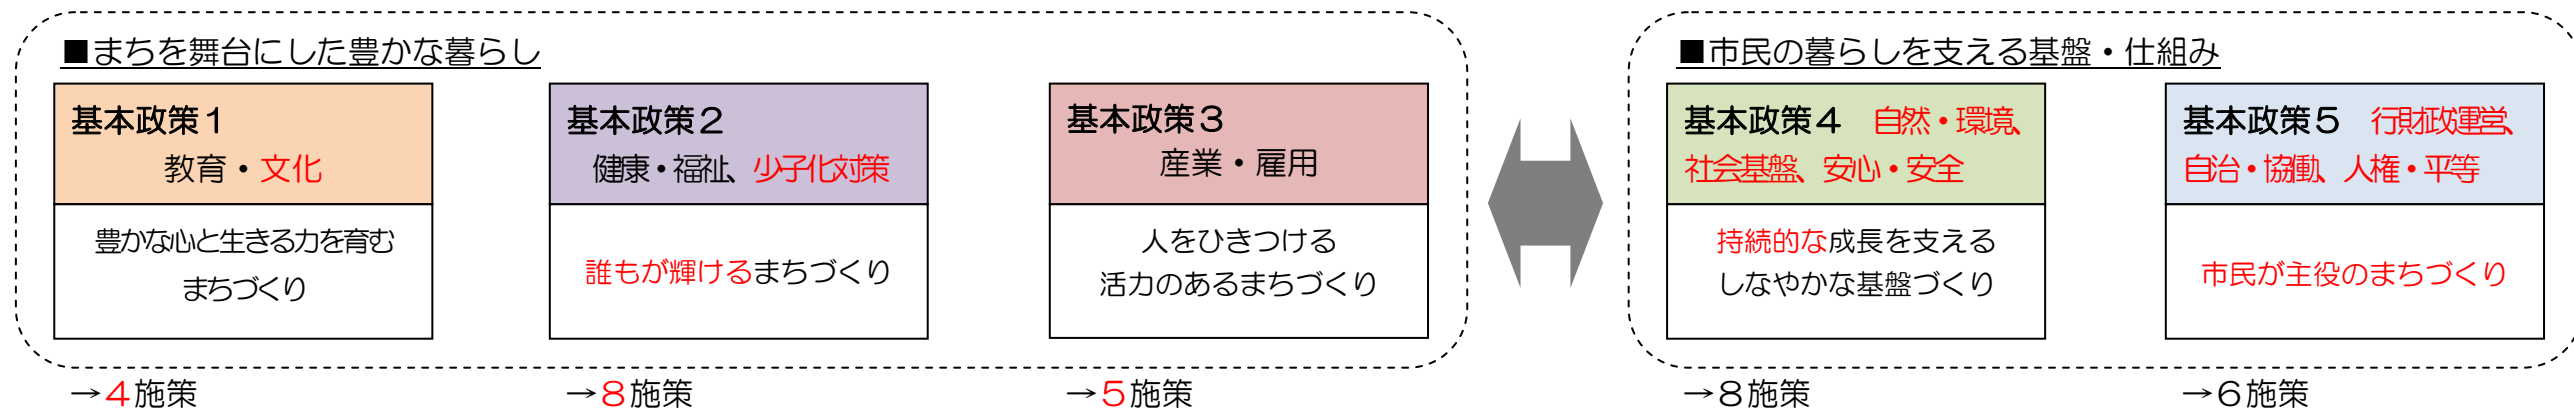 ■まちを舞台にした豊かな暮らし
基本政策１
教育・文化
豊かな心と生きる力を育む
まちづくり
→４施策
基本政策２
健康・福祉、少子化対策
誰もが輝けるまちづくり
→８施策
基本政策３
産業・雇用
人をひきつける
活力のあるまちづくり
→５施策
■市民の暮らしを支える基盤・仕組み
基本政策４　自然・環境、
社会基盤、安心・安全
持続的な成長を支える
しなやかな基盤づくり
→８施策
基本政策５　行財政運営、
自治・協働、人権・平等
市民が主役のまちづくり
→６施策